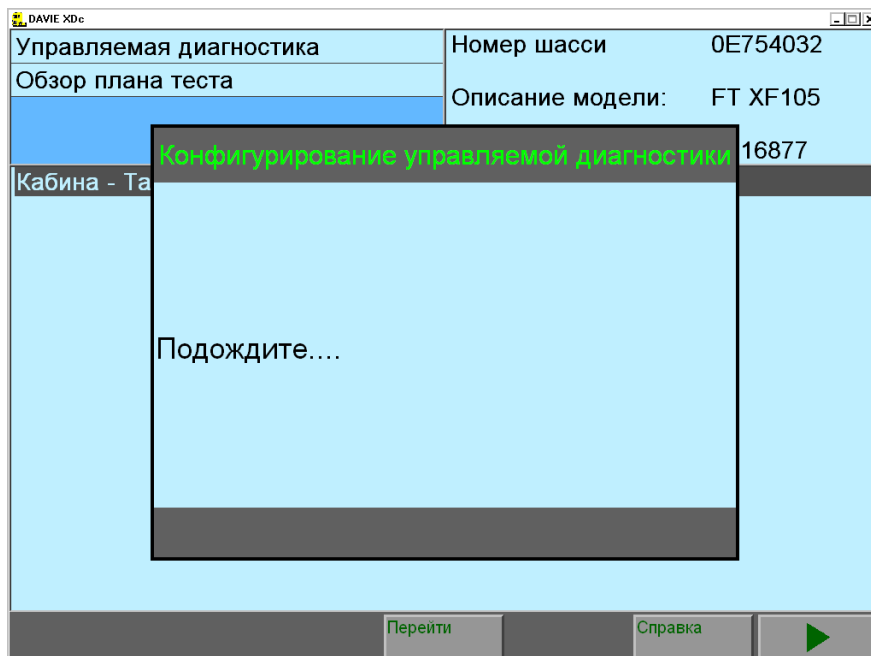 DAVIE XDc
Управляемая диагностика
Обзор плана теста
Номер шасси 0E754032
Описание модели: FT XF105
16877
Конфигурирование управляемой диагностики
Кабина - Та
Подождите....
Перейти
Справка